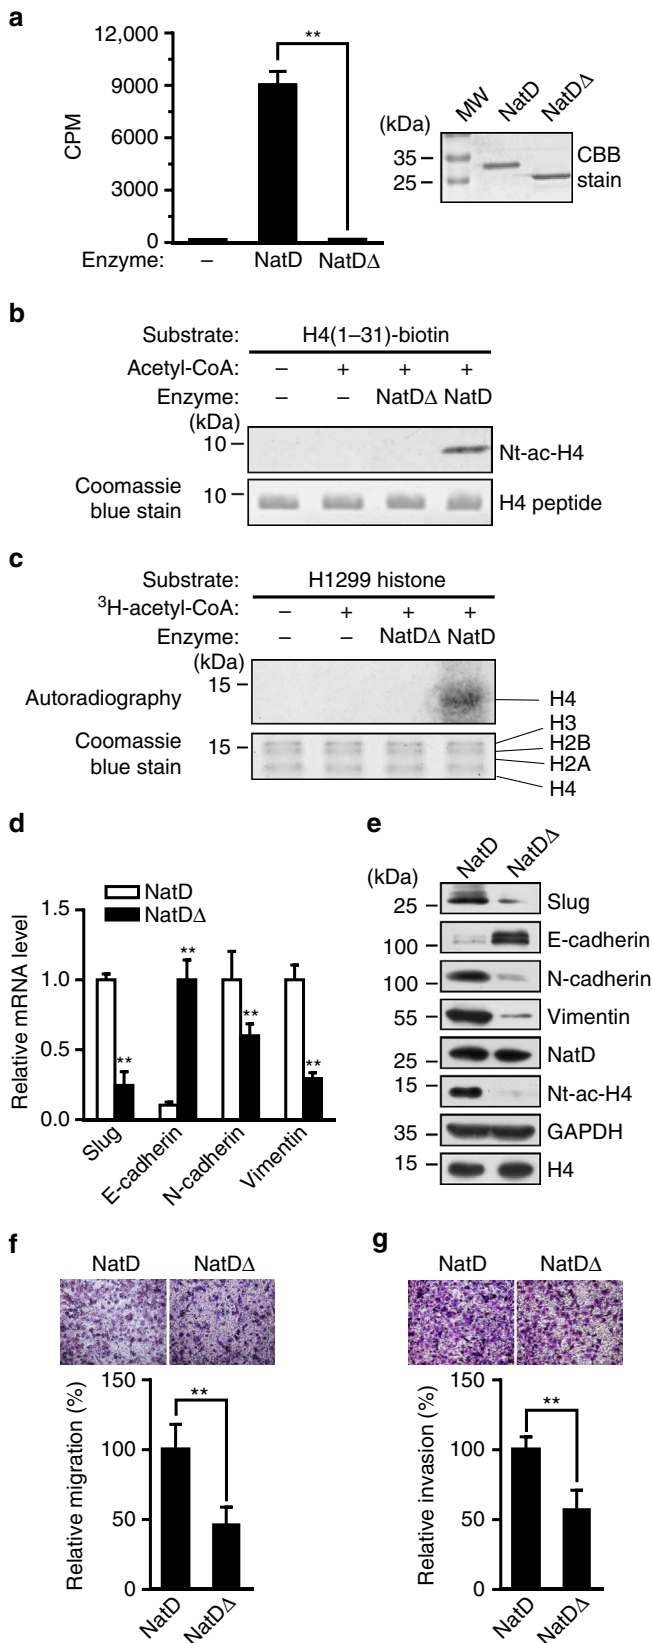 a
12,000
9000
6000
3000
0
CPM
**
Enzyme: – NatD NatDΔ
MW NatD NatDΔ
(kDa)
35
25
CBB
stain
b
Substrate: H4(1–31)-biotin
Acetyl-CoA: – + + +
Enzyme: – – NatDΔ NatD
(kDa)
10
Nt-ac-H4
Coomassie
blue stain
10
H4 peptide
c
Substrate: H1299 histone
³H-acetyl-CoA: – + + +
Enzyme: – – NatDΔ NatD
(kDa)
15
Autoradiography
H4
Coomassie
blue stain
15
H3
H2B
H2A
H4
d
NatD
NatDΔ
Relative mRNA level
1.5
1.0
0.5
0.0
** ** ** **
Slug E-cadherin N-cadherin Vimentin
e
NatD NatDΔ
(kDa)
25 Slug
100 E-cadherin
100 N-cadherin
55 Vimentin
25 NatD
15 Nt-ac-H4
35 GAPDH
15 H4
f
NatD NatDΔ
Relative migration (%)
150
100
50
0
**
NatD NatDΔ
g
NatD NatDΔ
Relative invasion (%)
150
100
50
0
**
NatD NatDΔ